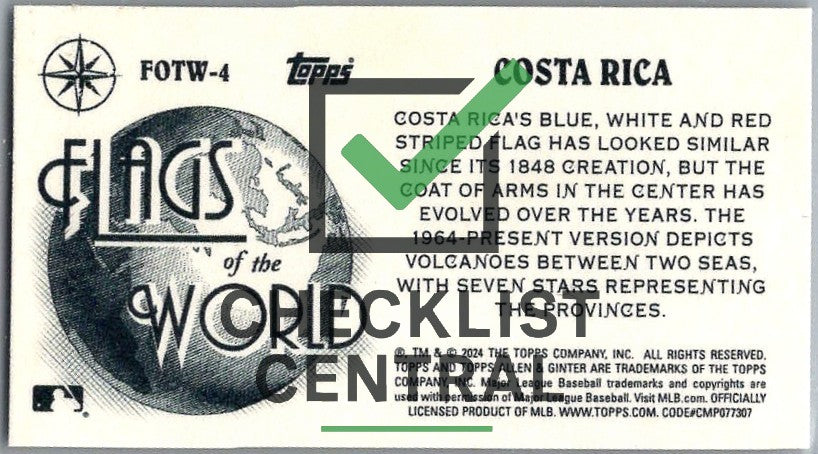 FOTW-4
Topps
COSTA RICA
COSTA RICA'S BLUE, WHITE AND RED
STRIPED FLAG HAS LOOKED SIMILAR
SINCE ITS 1848 CREATION, BUT THE
COAT OF ARMS IN THE CENTER HAS
EVOLVED OVER THE YEARS. THE
1964-PRESENT VERSION DEPICTS
VOLCANOES BETWEEN TWO SEAS,
WITH SEVEN STARS REPRESENTING
THE PROVINCES.
FLAGS
of the
WORLD
®, TM & © 2024 THE TOPPS COMPANY, INC. ALL RIGHTS RESERVED.
TOPPS AND TOPPS ALLEN & GINTER ARE TRADEMARKS OF THE TOPPS
COMPANY, INC. Major League Baseball trademarks and copyrights are
used with permission of Major League Baseball. Visit MLB.com. OFFICIALLY
LICENSED PRODUCT OF MLB. WWW.TOPPS.COM. CODE#CMP077307
CHECKLIST
CENTRAL